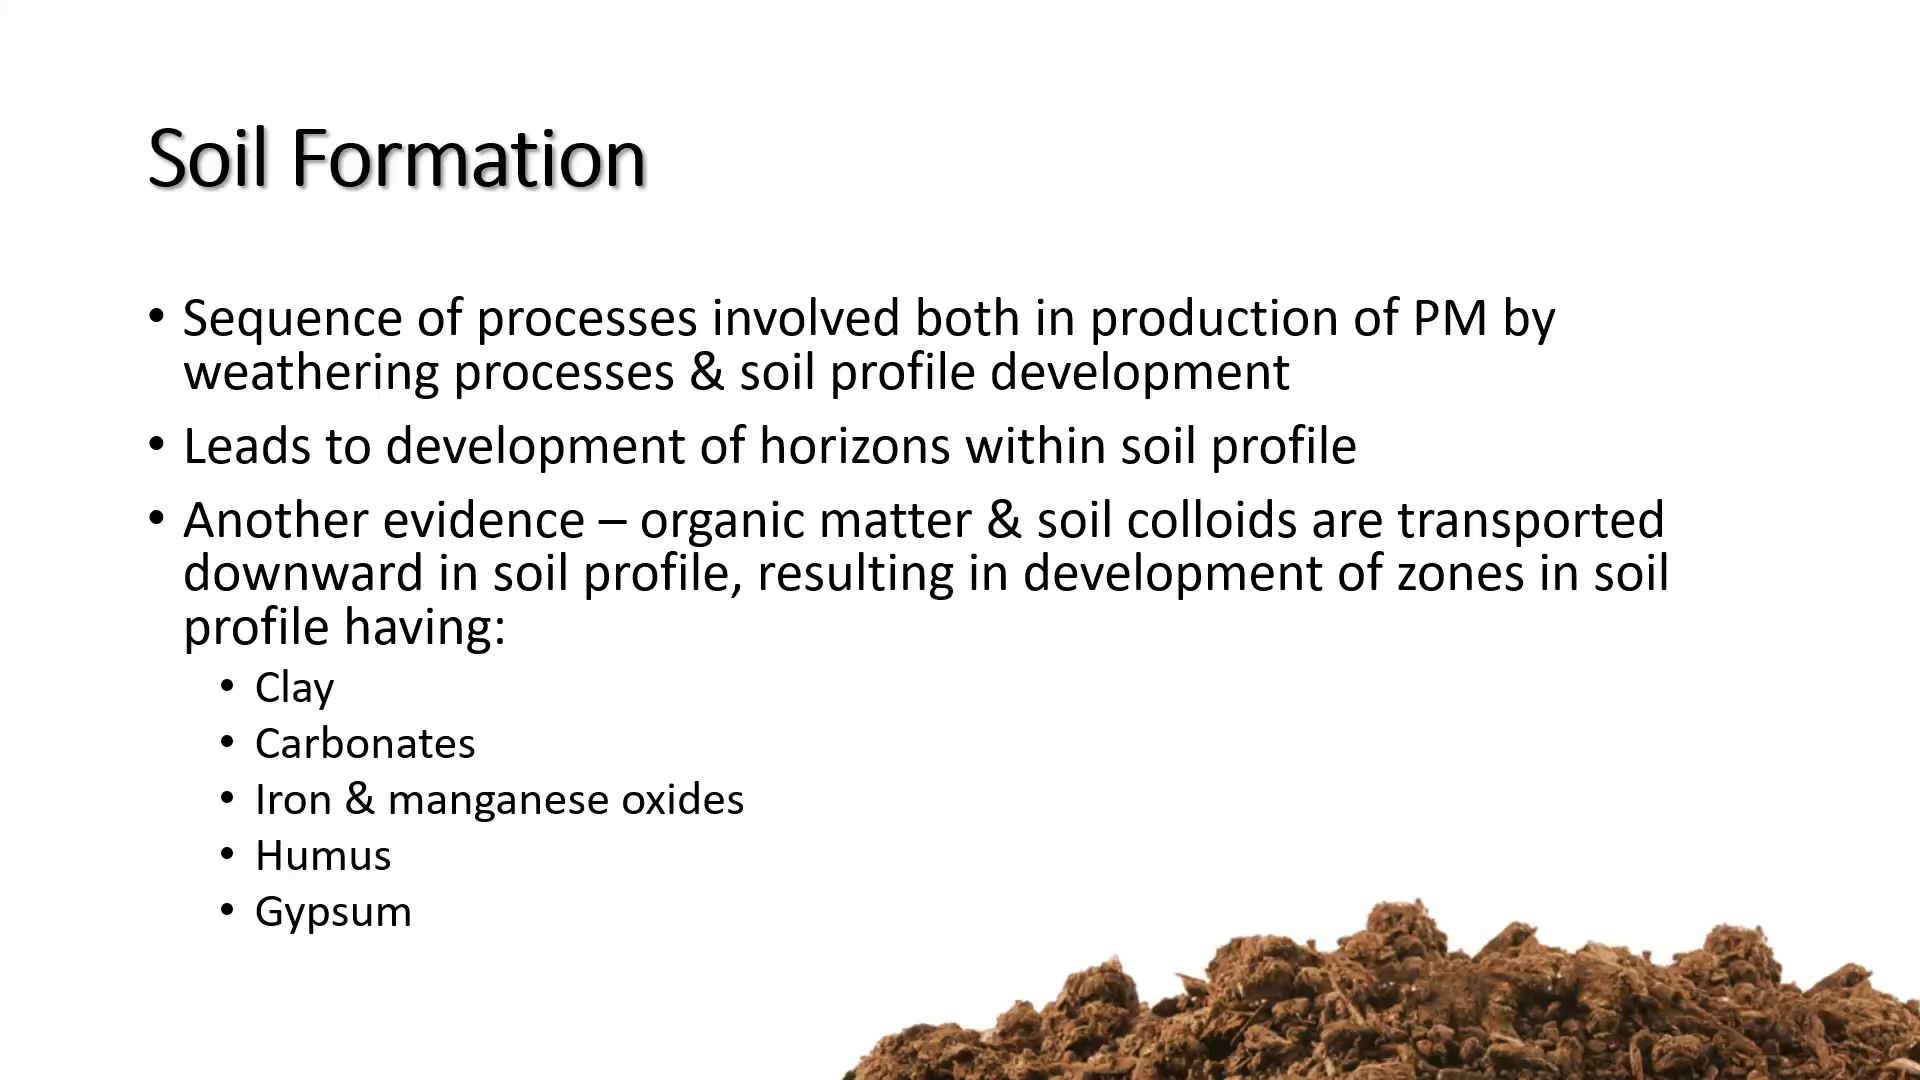 Soil Formation
• Sequence of processes involved both in production of PM by
weathering processes & soil profile development
• Leads to development of horizons within soil profile
• Another evidence – organic matter & soil colloids are transported
downward in soil profile, resulting in development of zones in soil
profile having:
• Clay
• Carbonates
• Iron & manganese oxides
• Humus
• Gypsum